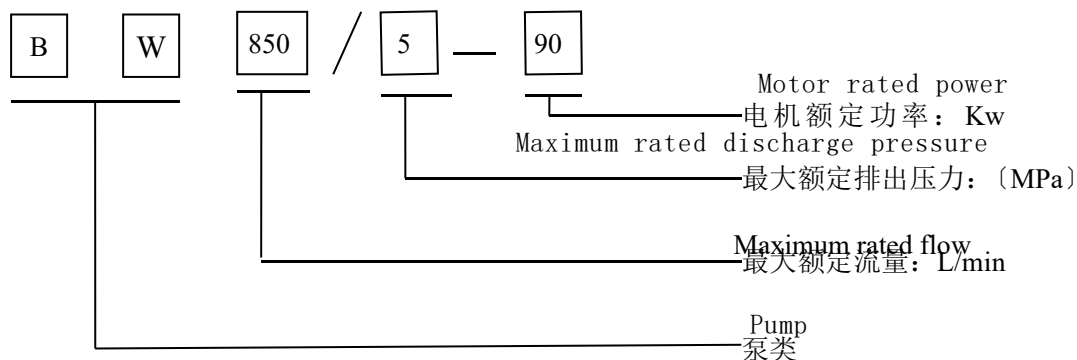 B W 850 / 5 — 90
Motor rated power
电机额定功率：Kw
Maximum rated discharge pressure
最大额定排出压力：〔MPa〕
Maximum rated flow
最大额定流量：L/min
Pump
泵类